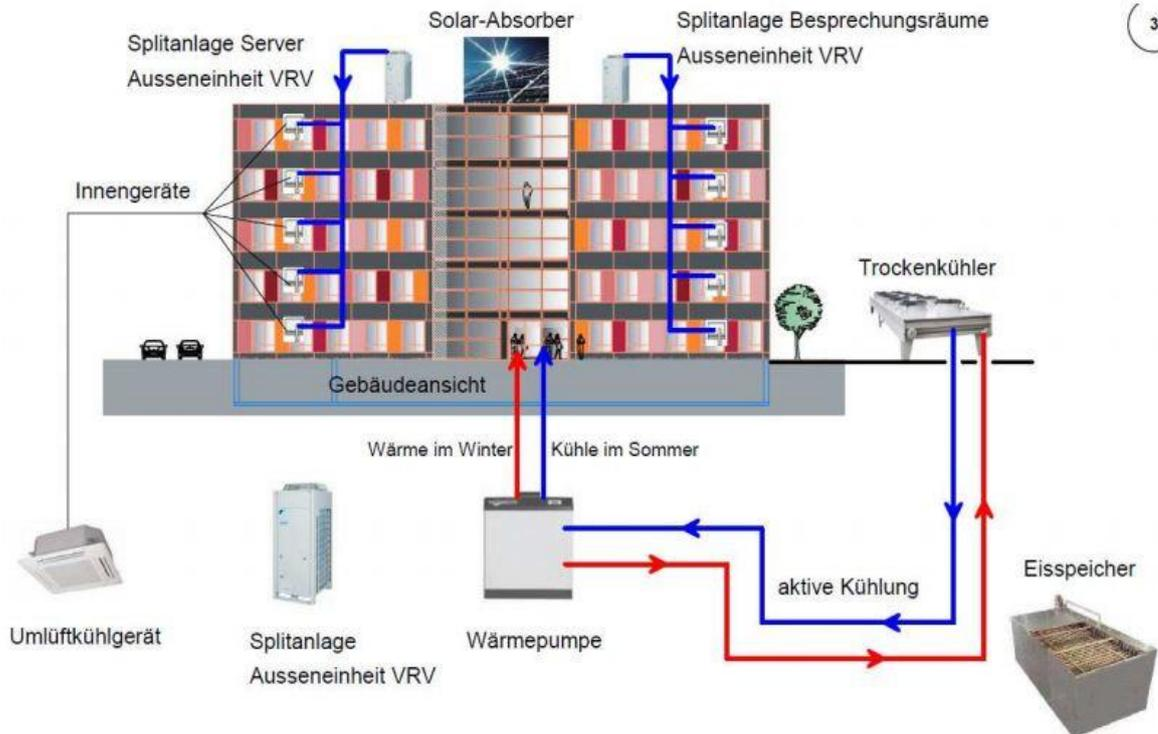 Solar-Absorber
Splitanlage Besprechungsräume
Ausseneinheit VRV
3
Splitanlage Server
Ausseneinheit VRV
Innengeräte
Trockenkühler
Gebäudeansicht
Wärme im Winter
Kühle im Sommer
aktive Kühlung
Eisspeicher
Umlüftkühlgerät
Splitanlage
Ausseneinheit VRV
Wärmepumpe